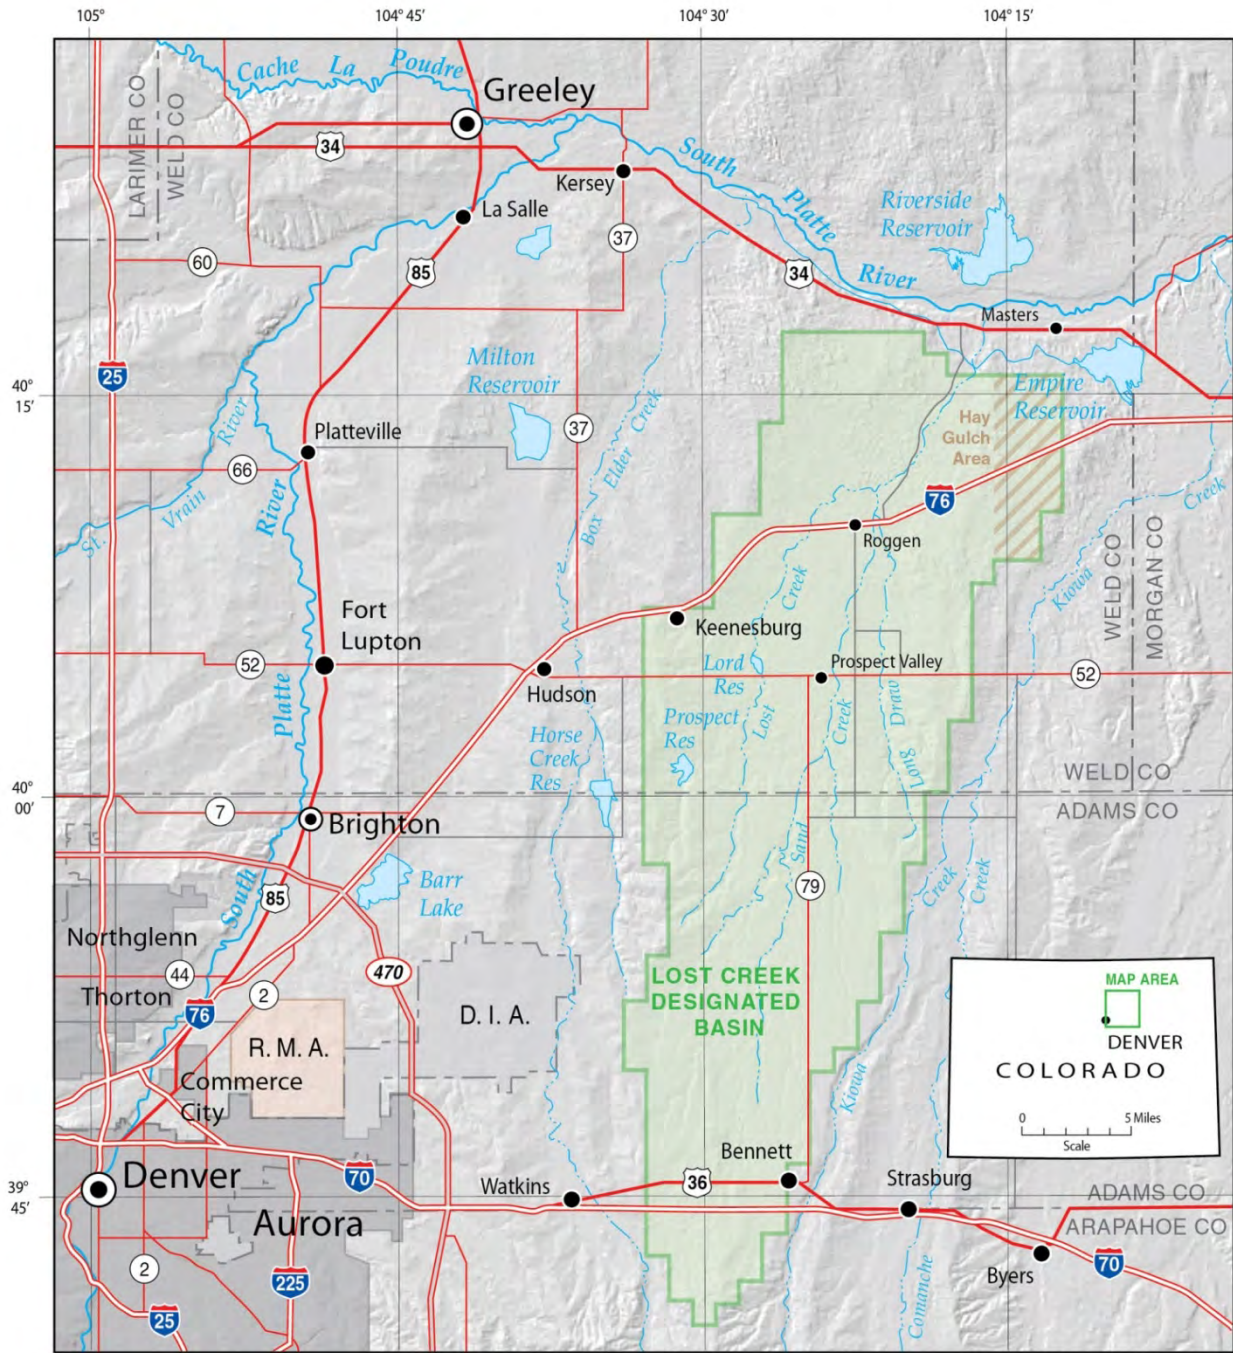 105°
104° 45'
104° 30'
104° 15'
Cache La Poudre
Greeley
LARIMER CO
WELD CO
34
Kersey
South Platte River
La Salle
Riverside
Reservoir
37
60
85
34
Masters
25
40°
15'
Milton
Reservoir
Empire
Reservoir
Platteville
37
Hay
Gulch
Area
66
St. Vrain River
Box Elder Creek
76
Roggen
Kiowa Creek
WELD CO
MORGAN CO
Fort
Lupton
Keenesburg
52
Hudson
Lord
Res
Prospect Valley
52
Prospect
Res
Lost Creek
Sand Creek
Long Draw
Horse
Creek
Res
South Platte River
40°
00'
WELD CO
ADAMS CO
7
Brighton
Barr
Lake
85
79
Kiowa Creek
Comanche Creek
Northglenn
44
Thorton
2
470
76
R. M. A.
D. I. A.
LOST CREEK
DESIGNATED
BASIN
MAP AREA
DENVER
COLORADO
0 5 Miles
Scale
Commerce
City
Denver
39°
45'
70
Watkins
36
Bennett
Strasburg
ADAMS CO
ARAPAHOE CO
Aurora
2
225
25
Byers
70